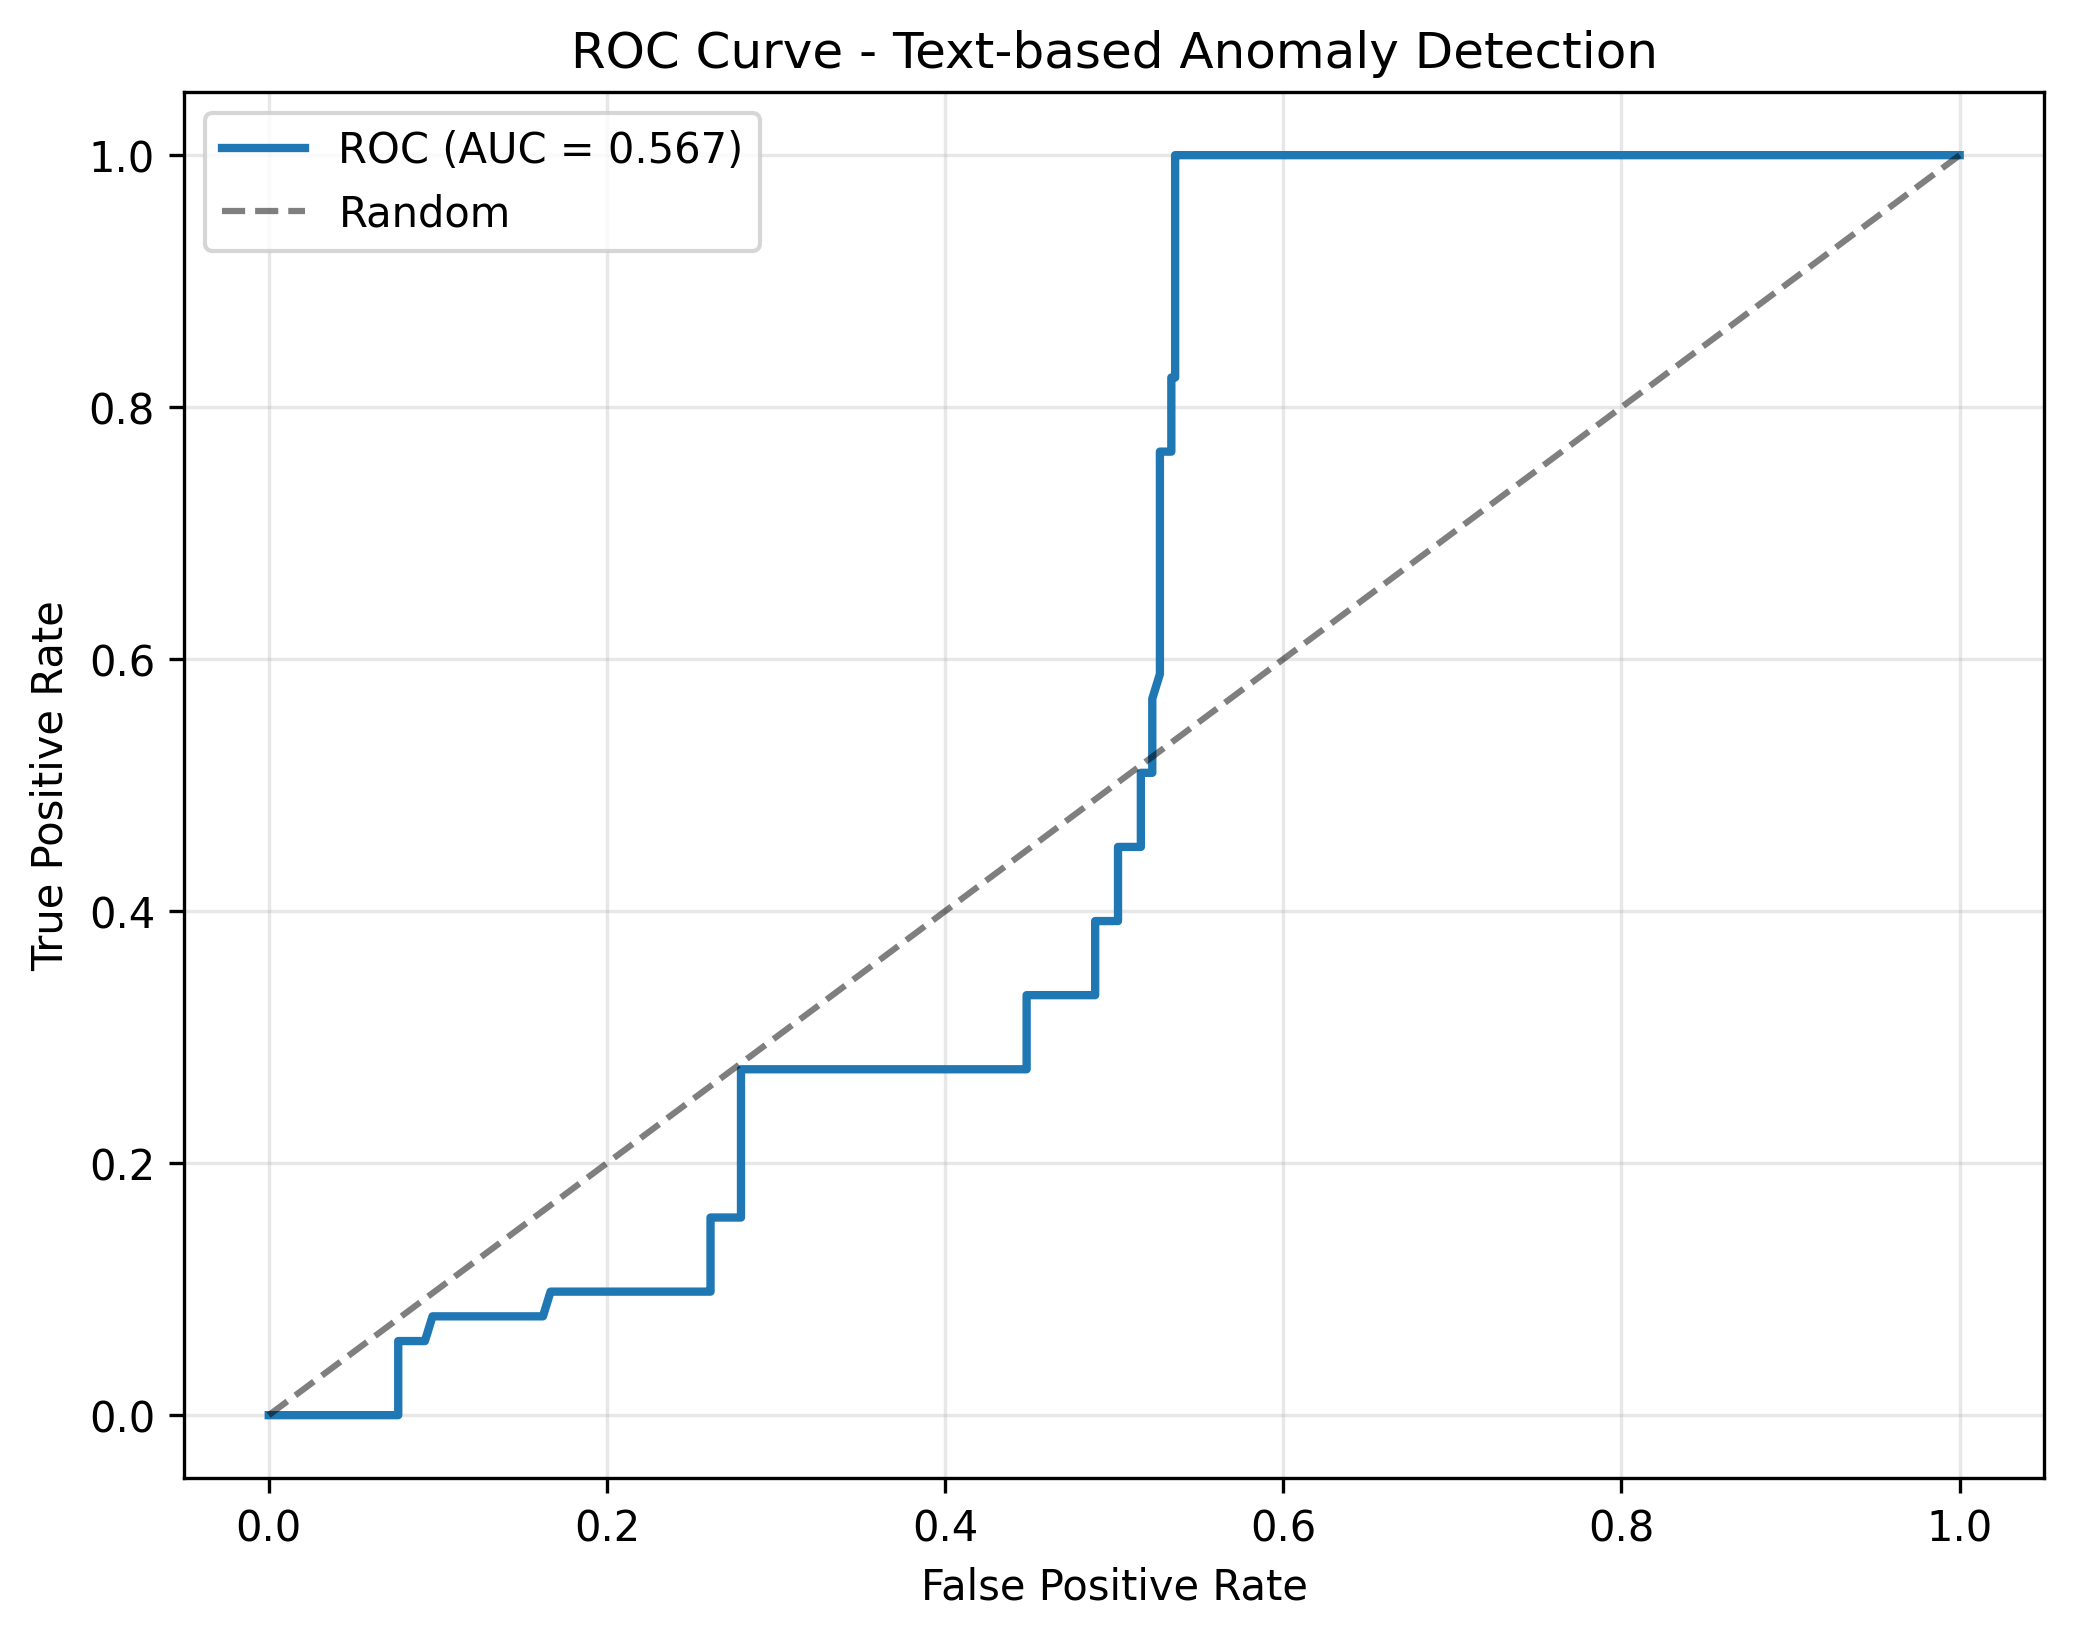 ROC Curve - Text-based Anomaly Detection
ROC (AUC = 0.567)
Random
1.0
0.8
0.6
0.4
0.2
0.0
True Positive Rate
0.0 0.2 0.4 0.6 0.8 1.0
False Positive Rate